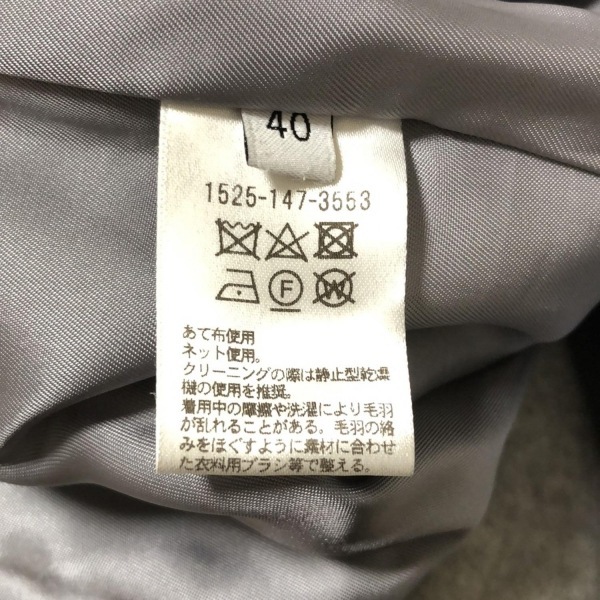 40
1525-147-3553
F W
あて布使用
ネット使用。
クリーニングの際は静止型乾燥
機の使用を推奨。
着用中の摩擦や洗濯により毛羽
が乱れることがある。毛羽の絡
みをほぐすように素材に合わせ
た衣料用ブラシ等で整える。